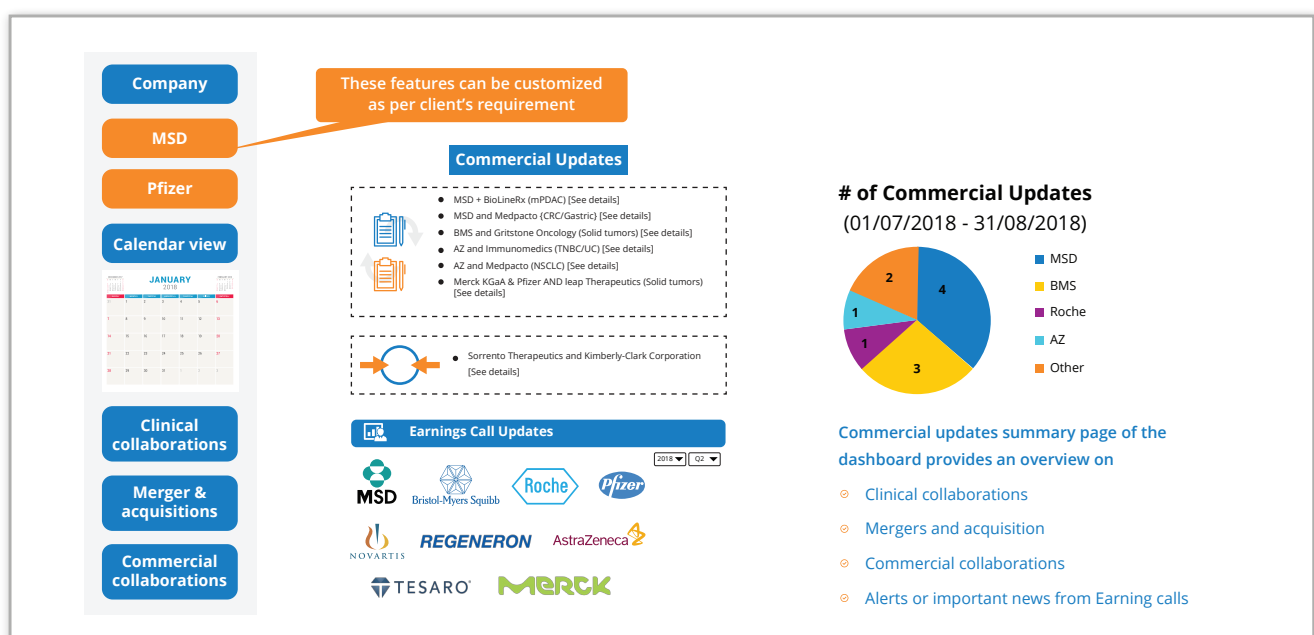 Company
MSD
Pfizer
Calendar view
JANUARY
2018
Clinical
collaborations
Merger &
acquisitions
Commercial
collaborations
These features can be customized
as per client's requirement
Commercial Updates
● MSD + BioLineRx (mPDAC) [See details]
● MSD and Medpacto {CRC/Gastric} [See details]
● BMS and Gritstone Oncology (Solid tumors) [See details]
● AZ and Immunomedics (TNBC/UC) [See details]
● AZ and Medpacto (NSCLC) [See details]
● Merck KGaA & Pfizer AND leap Therapeutics (Solid tumors)
[See details]
● Sorrento Therapeutics and Kimberly-Clark Corporation
[See details]
Earnings Call Updates
2018 Q2
MSD
Bristol-Myers Squibb
Roche
Pfizer
NOVARTIS
REGENERON
AstraZeneca
TESARO
MERCK
# of Commercial Updates
(01/07/2018 - 31/08/2018)
2
4
1
1
3
MSD
BMS
Roche
AZ
Other
Commercial updates summary page of the
dashboard provides an overview on
Clinical collaborations
Mergers and acquisition
Commercial collaborations
Alerts or important news from Earning calls